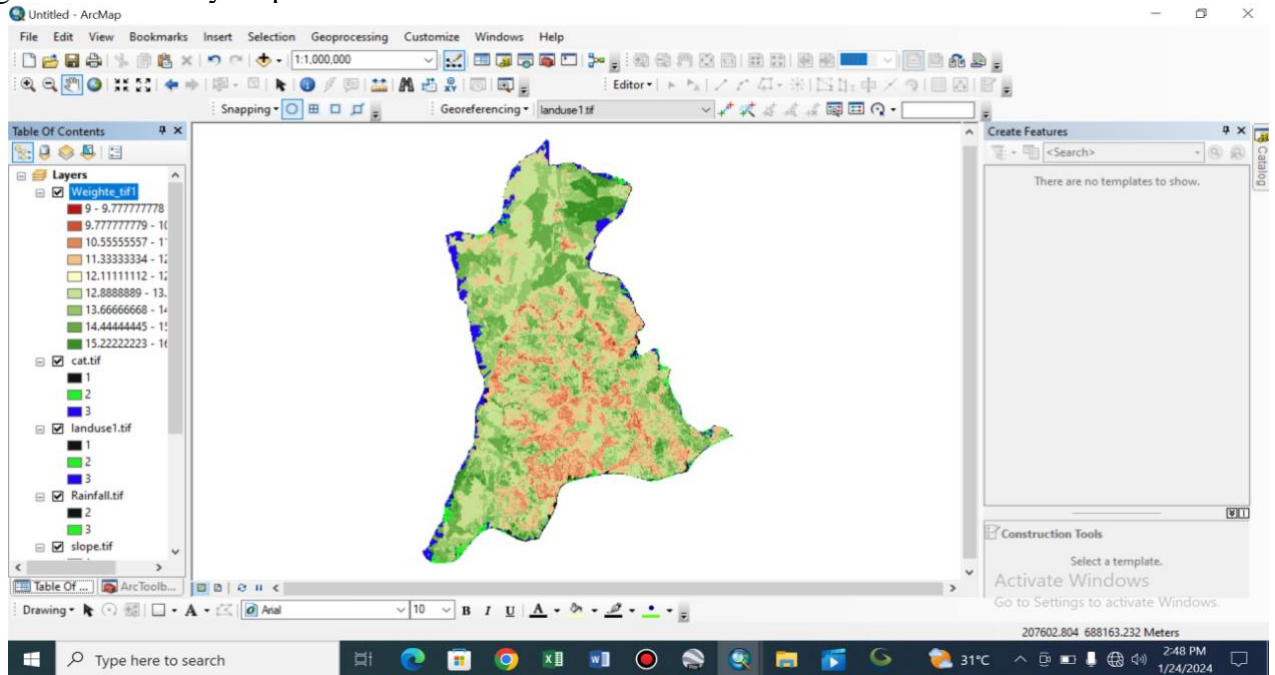 Untitled - ArcMap
File Edit View Bookmarks Insert Selection Geoprocessing Customize Windows Help
1:1,000,000
Editor
Snapping Georeferencing landuse1.tif
Table Of Contents
Create Features
Catalog
Layers
<Search>
There are no templates to show.
Weighte_tif1
9 - 9.777777778
9.777777779 - 10
10.55555557 - 1
11.33333334 - 12
12.11111112 - 12
12.8888889 - 13.
13.66666668 - 14
14.44444445 - 15
15.22222223 - 16
cat.tif
1
2
3
landuse1.tif
1
2
3
Rainfall.tif
2
3
slope.tif
Construction Tools
Select a template.
Table Of ... ArcToolb...
Activate Windows
Go to Settings to activate Windows.
Drawing A Arial 10 B I U A
207602.804 688163.232 Meters
Type here to search
31°C
2:48 PM
1/24/2024